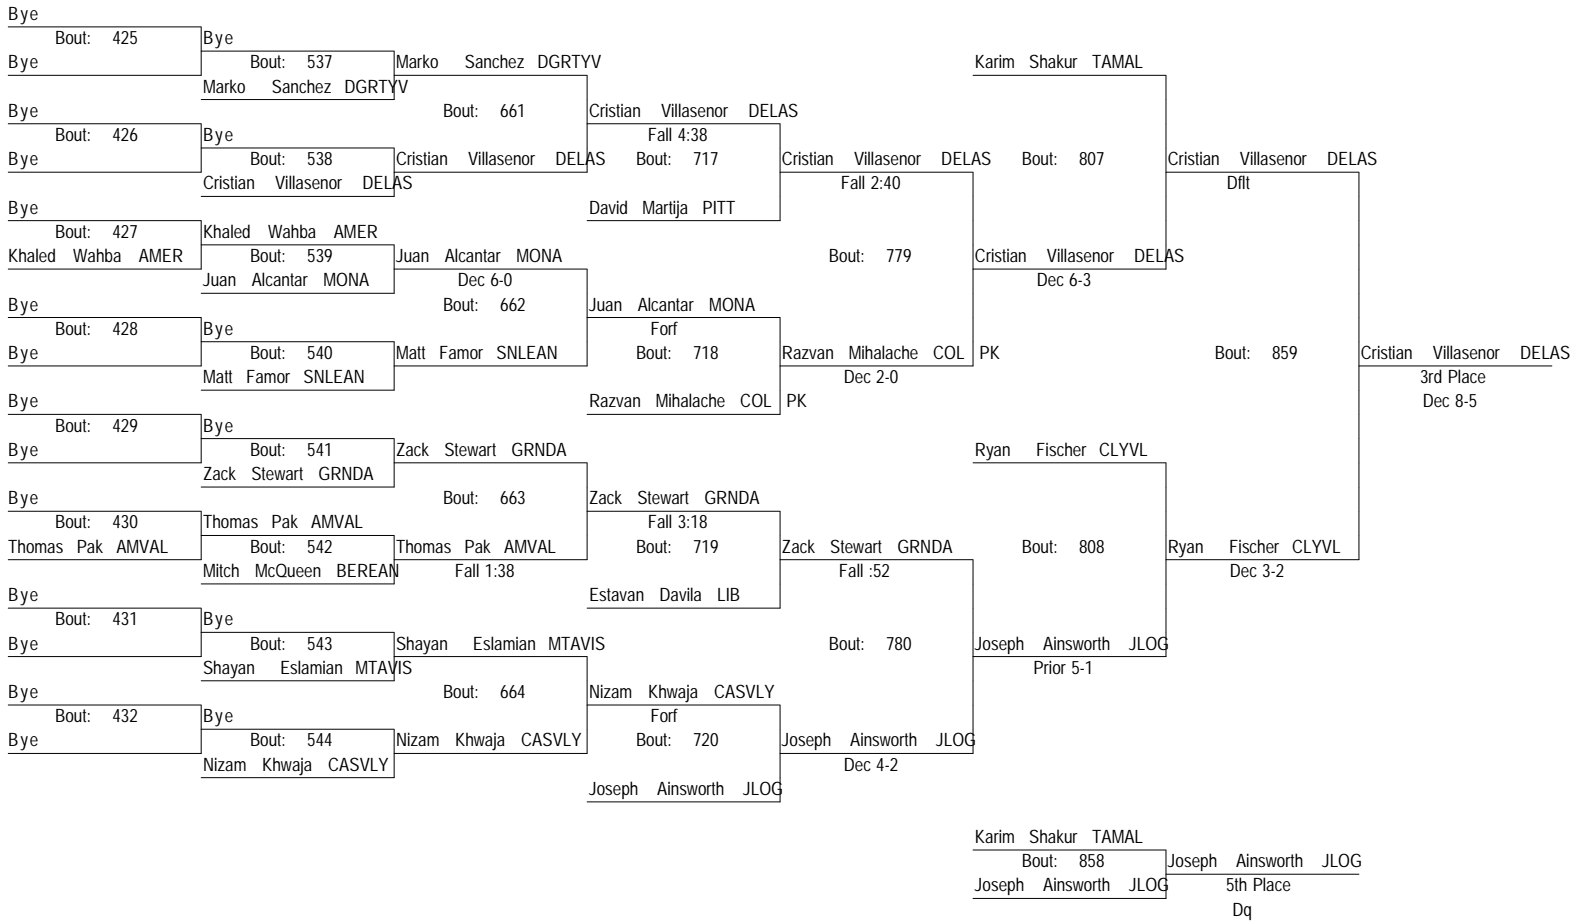 Bye
Bout: 425 Bye
Bye Bout: 537 Marko Sanchez DGRTYV Karim Shakur TAMAL
Marko Sanchez DGRTYV
Bye Bout: 661 Cristian Villasenor DELAS
Bout: 426 Bye Fall 4:38
Bye Bout: 538 Cristian Villasenor DELAS Bout: 717 Cristian Villasenor DELAS Bout: 807 Cristian Villasenor DELAS
Cristian Villasenor DELAS Fall 2:40 Dflt
Bye David Martija PITT
Bout: 427 Khaled Wahba AMER
Khaled Wahba AMER Bout: 539 Juan Alcantar MONA Bout: 779 Cristian Villasenor DELAS
Juan Alcantar MONA Dec 6-0 Dec 6-3
Bye Bout: 662 Juan Alcantar MONA
Bout: 428 Bye Forf
Bye Bout: 540 Matt Famor SNLEAN Bout: 718 Razvan Mihalache COL PK Bout: 859 Cristian Villasenor DELAS
Matt Famor SNLEAN Dec 2-0 3rd Place
Bye Razvan Mihalache COL PK Dec 8-5
Bout: 429 Bye
Bye Bout: 541 Zack Stewart GRNDA Ryan Fischer CLYVL
Zack Stewart GRNDA
Bye Bout: 663 Zack Stewart GRNDA
Bout: 430 Thomas Pak AMVAL Fall 3:18
Thomas Pak AMVAL Bout: 542 Thomas Pak AMVAL Bout: 719 Zack Stewart GRNDA Bout: 808 Ryan Fischer CLYVL
Mitch McQueen BEREAN Fall 1:38 Fall :52 Dec 3-2
Bye Estavan Davila LIB
Bout: 431 Bye
Bye Bout: 543 Shayan Eslamian MTAVIS Bout: 780 Joseph Ainsworth JLOG
Shayan Eslamian MTAVIS Prior 5-1
Bye Bout: 664 Nizam Khwaja CASVLY
Bout: 432 Bye Forf
Bye Bout: 544 Nizam Khwaja CASVLY Bout: 720 Joseph Ainsworth JLOG
Nizam Khwaja CASVLY Dec 4-2
Joseph Ainsworth JLOG
Karim Shakur TAMAL
Bout: 858 Joseph Ainsworth JLOG
Joseph Ainsworth JLOG 5th Place
Dq